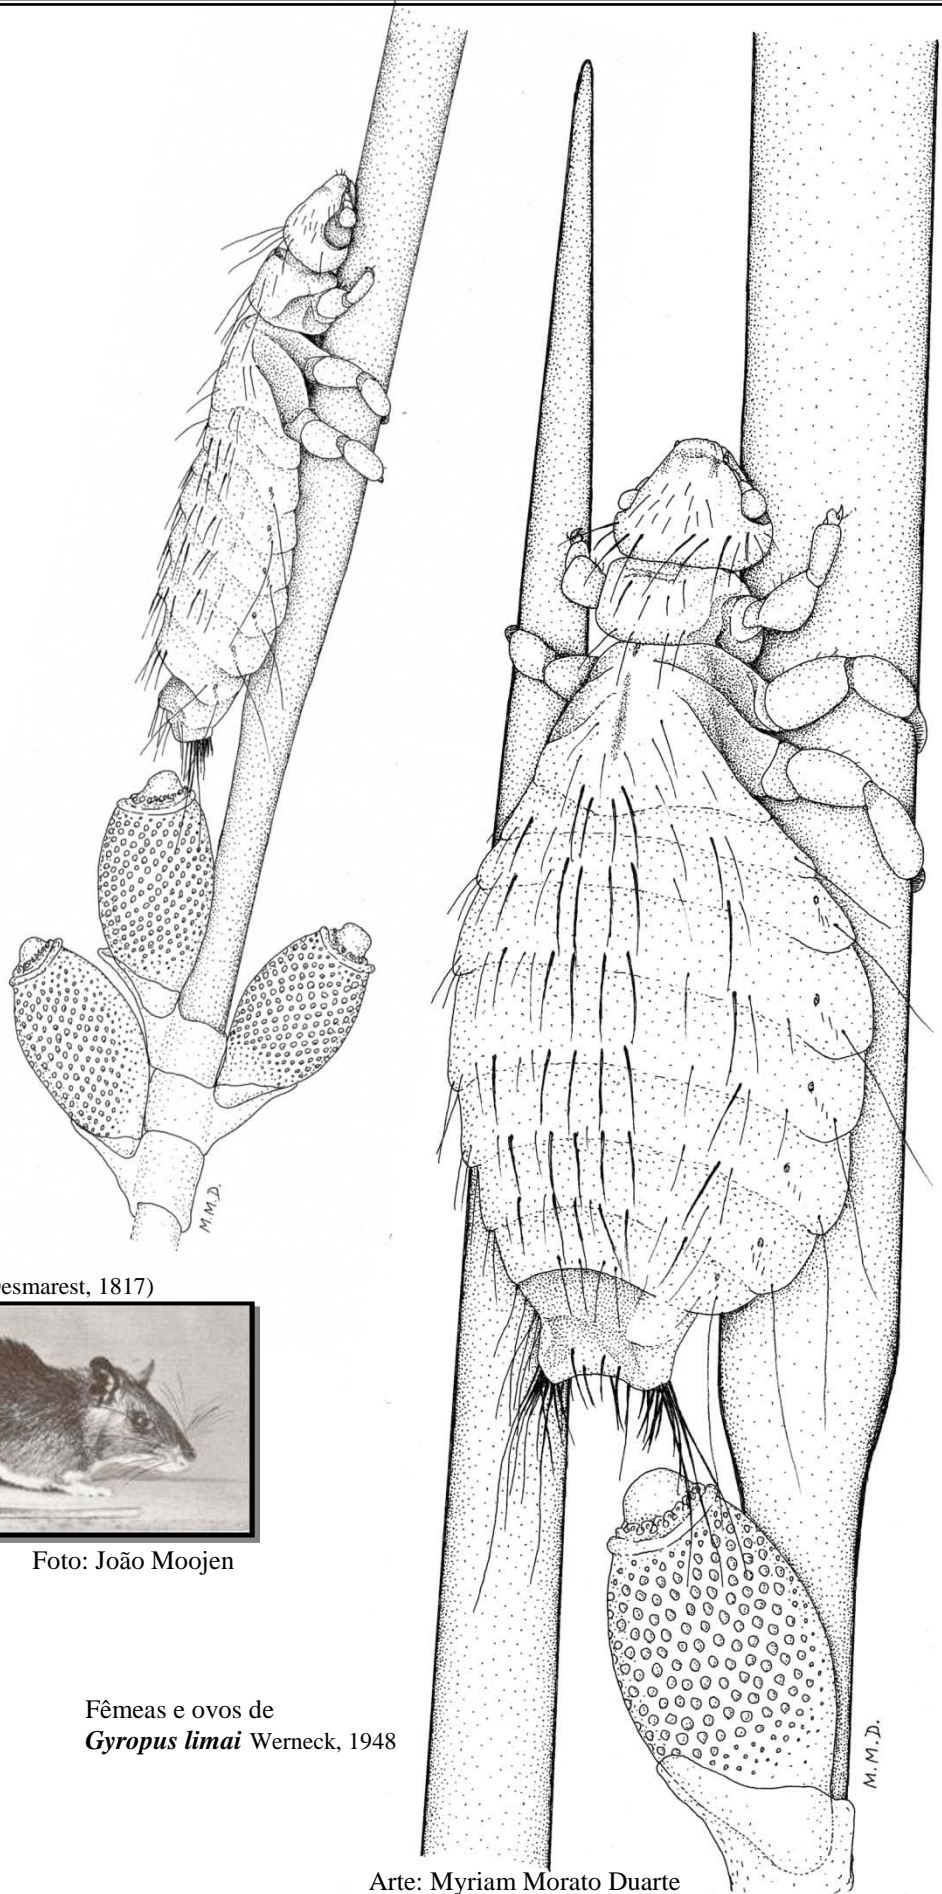 M.M.D.
esmarest, 1817)
Foto: João Moojen
Fêmeas e ovos de
Gyropus limai Werneck, 1948
M.M.D.
Arte: Myriam Morato Duarte